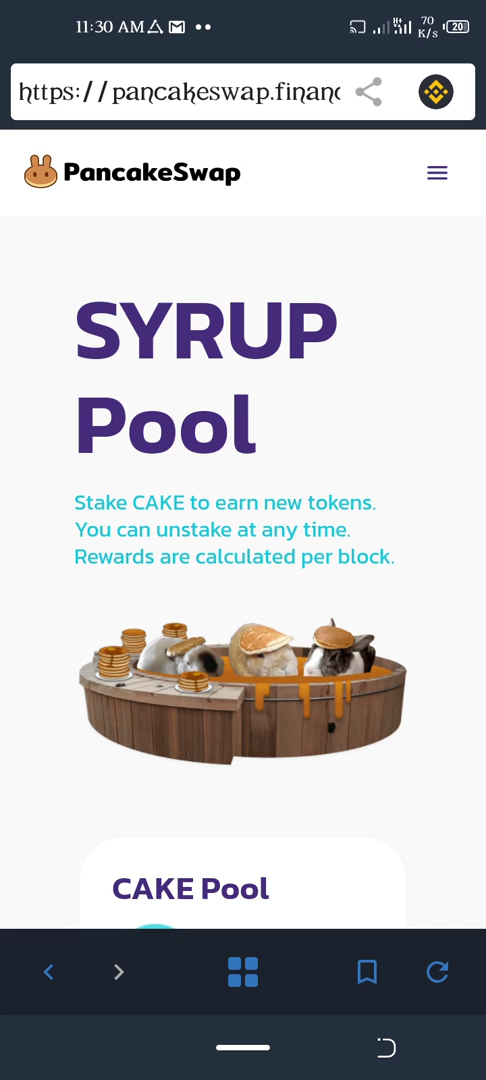 11:30 AM
70
K/s
20
https://pancakeswap.financ
PancakeSwap
SYRUP
Pool
Stake CAKE to earn new tokens.
You can unstake at any time.
Rewards are calculated per block.
CAKE Pool